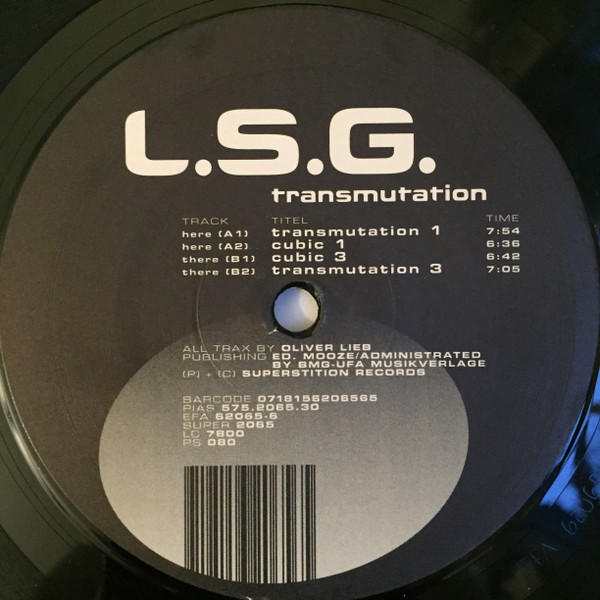 L.S.G.
transmutation
TRACK TITEL TIME
here (A1) transmutation 1 7:54
here (A2) cubic 1 6:36
there (B1) cubic 3 6:42
there (B2) transmutation 3 7:05
ALL TRAX BY OLIVER LIEB
PUBLISHING ED. MOOZE/ADMINISTRATED
BY BMG-UFA MUSIKVERLAGE
(P) + (C) SUPERSTITION RECORDS
BARCODE 0718156206565
PIAS 575.2065.30
EFA 62065-6
SUPER 2065
LC 7800
PS 080